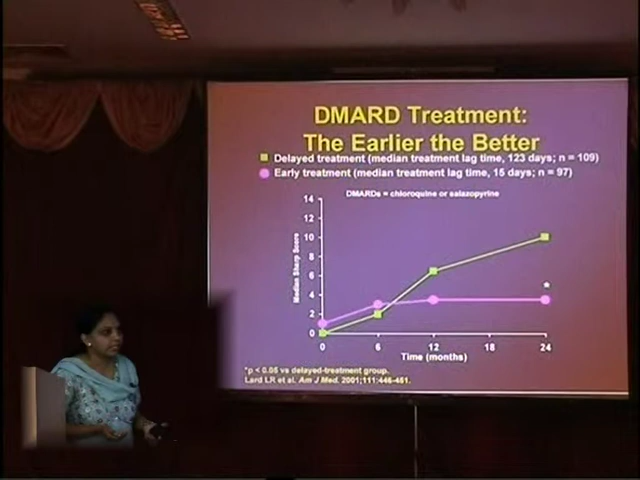 DMARD Treatment:
The Earlier the Better
Delayed treatment (median treatment lag time, 123 days; n = 109)
Early treatment (median treatment lag time, 15 days; n = 97)
DMARDs = chloroquine or salazopyrine
14
12
10
8
6
4
2
0
Median Sharp Score
*
0 6 12 18 24
Time (months)
*p < 0.05 vs delayed-treatment group.
Lard LR et al. Am J Med. 2001;111:446-451.